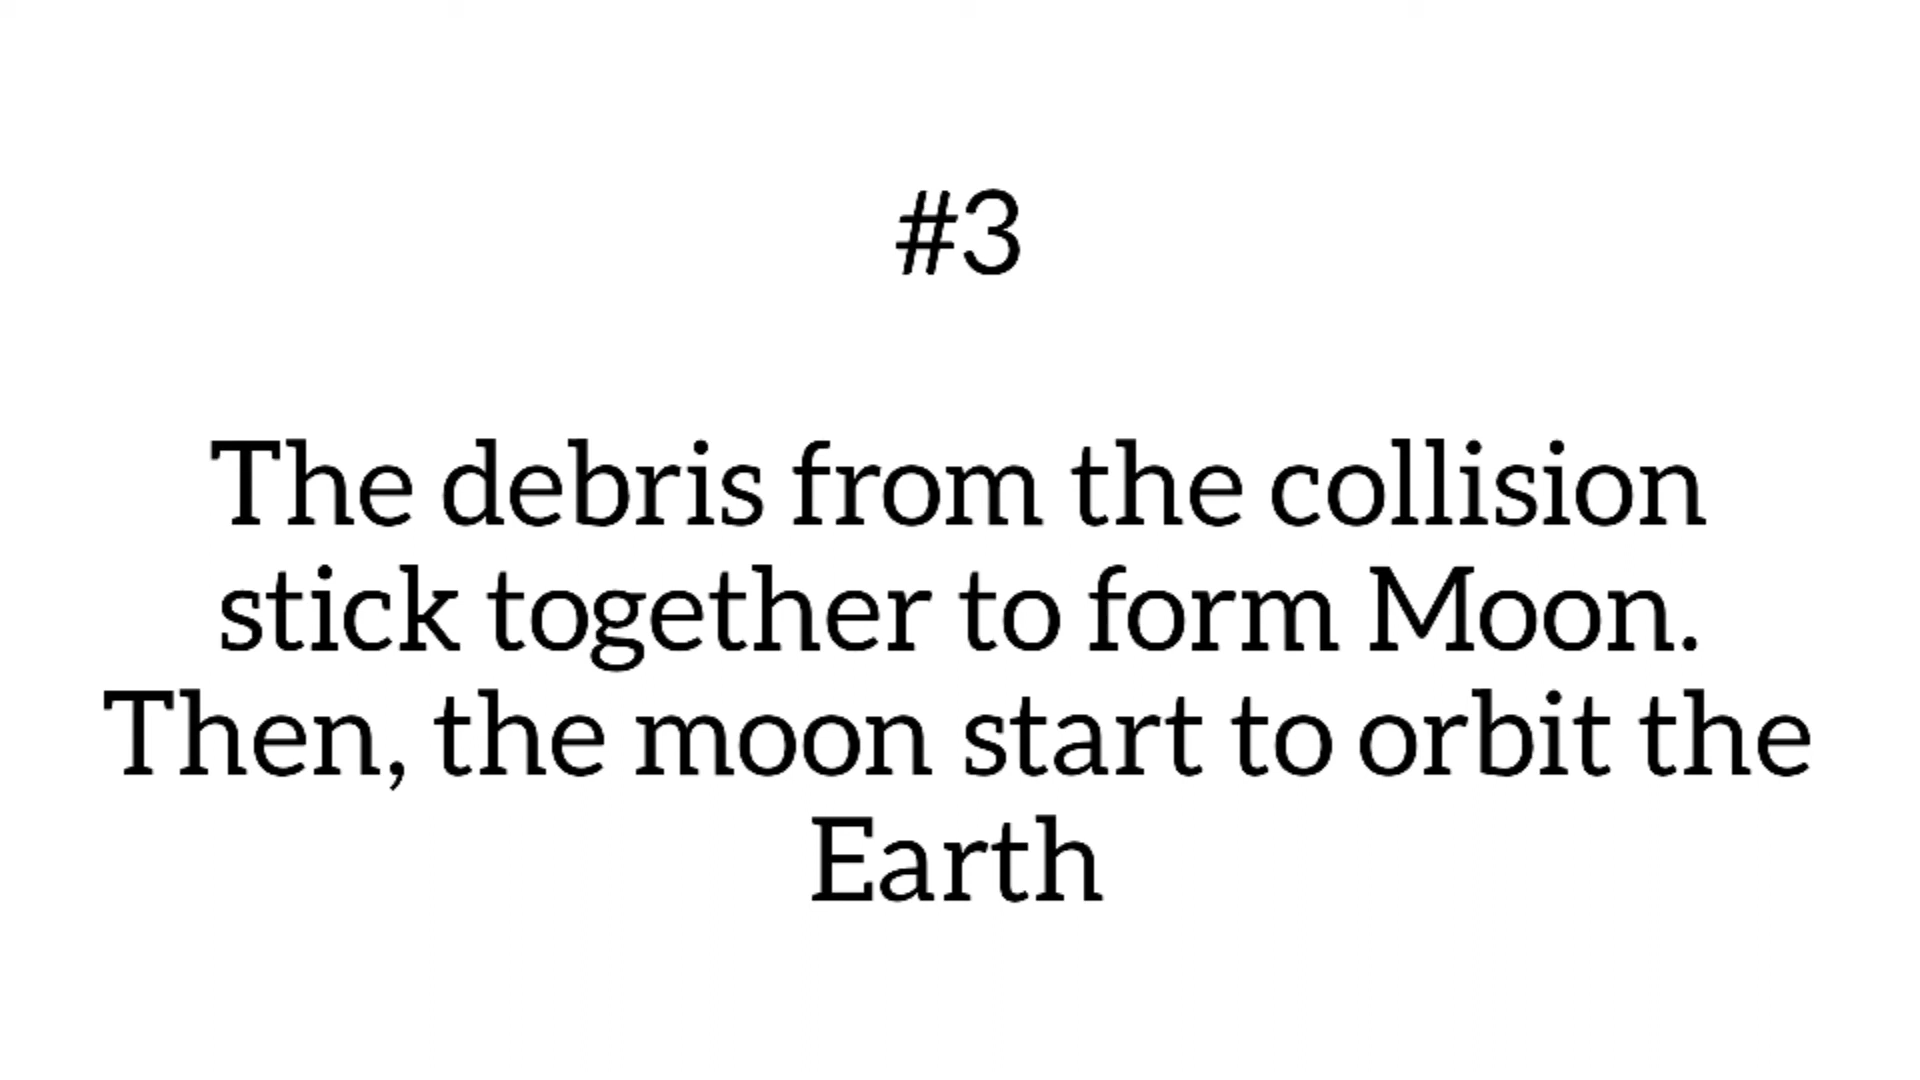 #3
The debris from the collision
stick together to form Moon.
Then, the moon start to orbit the
Earth